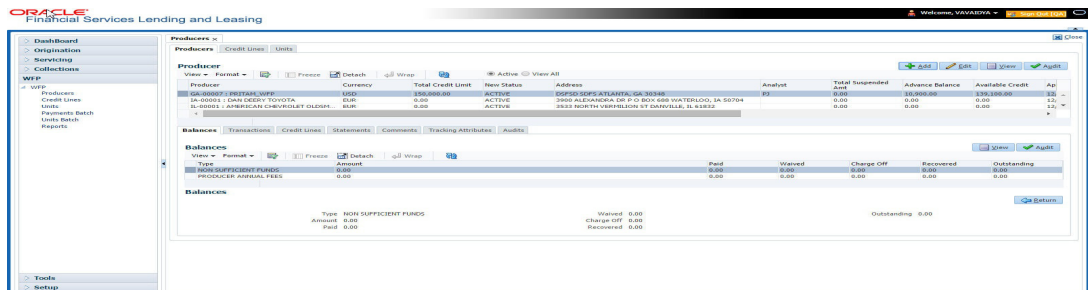 ORACLE
Financial Services Lending and Leasing
Welcome, VAVAIDYA
Sign Out
DashBoard
Origination
Servicing
Collections
WFP
WFP
Producers
Credit Lines
Units
Payments Batch
Units Batch
Reports
Tools
Setup
Producers
Close
Producers Credit Lines Units
Producer
Add Edit View Audit
View Format Freeze Detach Wrap Active View All
Producer Currency Total Credit Limit New Status Address Analyst Total Suspended Amt Advance Balance Available Credit Ap
GA-00007 : PRITAM_WFP USD 150,000.00 ACTIVE ATLANTA, GA 30348 0.00
IA-00001 : DAN DEERY TOYOTA EUR 0.00 ACTIVE 3900 ALEXANDRA DR P O BOX 608 WATERLOO, IA 50704 0.00 0.00 0.00 12/
IL-00001 : AMERICAN CHEVROLET OLDSM... EUR 0.00 ACTIVE 3533 NORTH VERMILION ST DANVILLE, IL 61832 0.00 0.00 0.00 12/
Balances Transactions Credit Lines Statements Comments Tracking Attributes Audits
Balances
View Audit
View Format Freeze Detach Wrap
Type Amount Paid Waived Charge Off Recovered Outstanding
NON SUFFICIENT FUNDS 0.00 0.00 0.00 0.00 0.00 0.00
PRODUCER ANNUAL FEES 0.00 0.00 0.00 0.00 0.00 0.00
Balances
Return
Type NON SUFFICIENT FUNDS Waived 0.00 Outstanding 0.00
Amount 0.00 Charge Off 0.00
Paid 0.00 Recovered 0.00